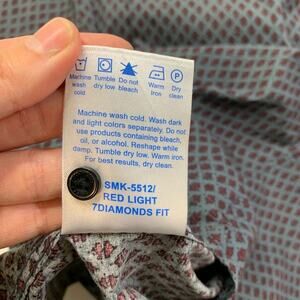 Machine wash cold
Tumble dry low
Do not bleach
Warm iron
Dry clean
P
Machine wash cold. Wash dark
and light colors separately. Do not
use products containing bleach,
oil, or alcohol. Reshape while
damp. Tumble dry low. Warm iron.
For best results, dry clean.
SMK-5512/
RED LIGHT
7DIAMONDS FIT